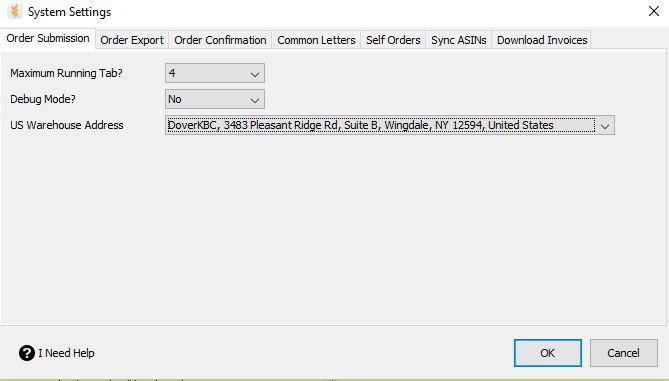 System Settings
Order Submission Order Export Order Confirmation Common Letters Self Orders Sync ASINs Download Invoices
Maximum Running Tab? 4
Debug Mode? No
US Warehouse Address DoverKBC, 3483 Pleasant Ridge Rd, Suite B, Wingdale, NY 12594, United States
? I Need Help OK Cancel